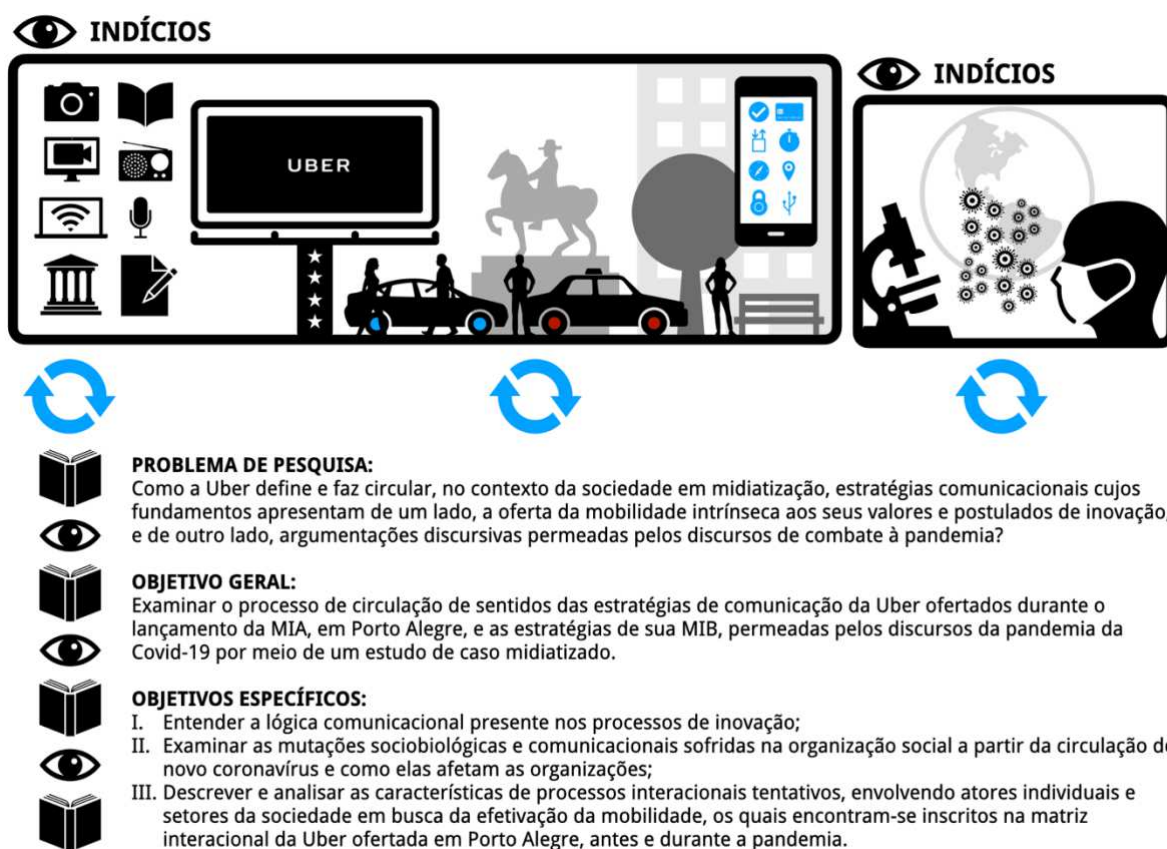 INDÍCIOS
INDÍCIOS
UBER
PROBLEMA DE PESQUISA:
Como a Uber define e faz circular, no contexto da sociedade em midiatização, estratégias comunicacionais cujos
fundamentos apresentam de um lado, a oferta da mobilidade intrínseca aos seus valores e postulados de inovação,
e de outro lado, argumentações discursivas permeadas pelos discursos de combate à pandemia?
OBJETIVO GERAL:
Examinar o processo de circulação de sentidos das estratégias de comunicação da Uber ofertados durante o
lançamento da MIA, em Porto Alegre, e as estratégias de sua MIB, permeadas pelos discursos da pandemia da
Covid-19 por meio de um estudo de caso midiatizado.
OBJETIVOS ESPECÍFICOS:
I. Entender a lógica comunicacional presente nos processos de inovação;
II. Examinar as mutações sociobiológicas e comunicacionais sofridas na organização social a partir da circulação
novo coronavírus e como elas afetam as organizações;
III. Descrever e analisar as características de processos interacionais tentativos, envolvendo atores individuais e
setores da sociedade em busca da efetivação da mobilidade, os quais encontram-se inscritos na matriz
interacional da Uber ofertada em Porto Alegre, antes e durante a pandemia.